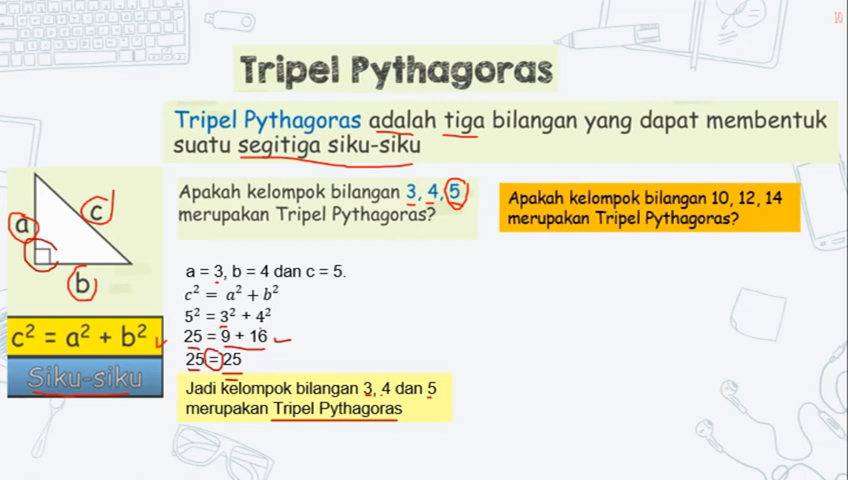 Tripel Pythagoras
Tripel Pythagoras adalah tiga bilangan yang dapat membentuk
suatu segitiga siku-siku
a
c
b
c² = a² + b²
Siku-siku
Apakah kelompok bilangan 3, 4, 5
merupakan Tripel Pythagoras?
a = 3, b = 4 dan c = 5.
c² = a² + b²
5² = 3² + 4²
25 = 9 + 16
25 = 25
Jadi kelompok bilangan 3, 4 dan 5
merupakan Tripel Pythagoras
Apakah kelompok bilangan 10, 12, 14
merupakan Tripel Pythagoras?